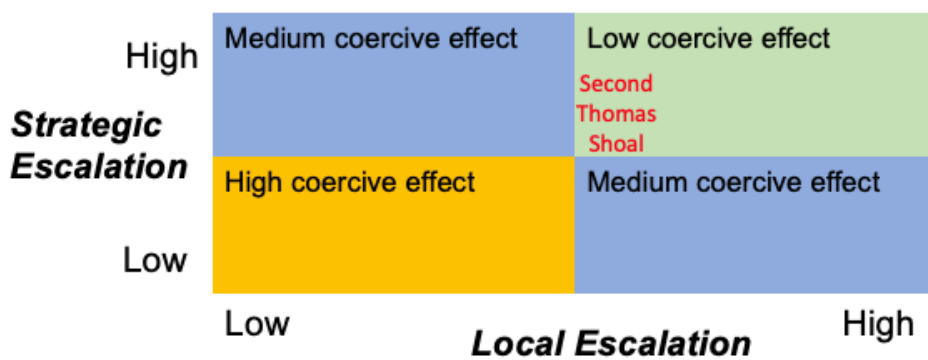 High
Medium coercive effect
Low coercive effect
Second
Thomas
Shoal
Strategic
Escalation
High coercive effect
Medium coercive effect
Low
Low
Local Escalation
High